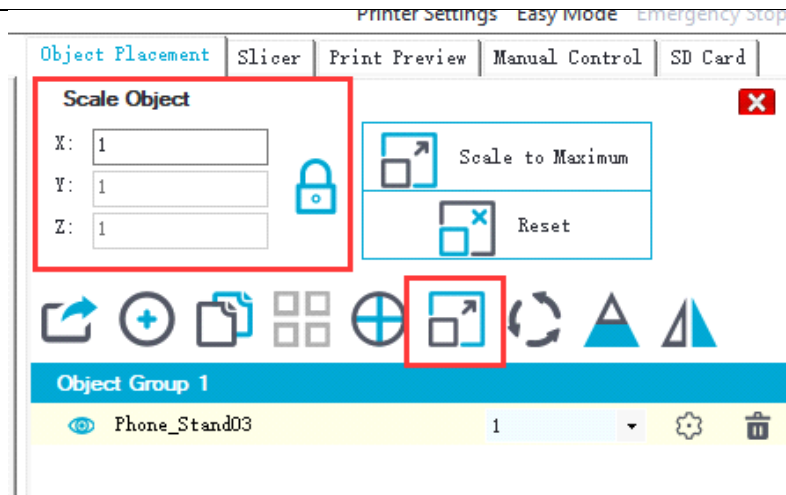 Printer Settings Easy Mode Emergency Stop
Object Placement Slicer Print Preview Manual Control SD Card
Scale Object
X: 1
Y: 1
Z: 1
Scale to Maximum
Reset
Object Group 1
Phone_Stand03 1